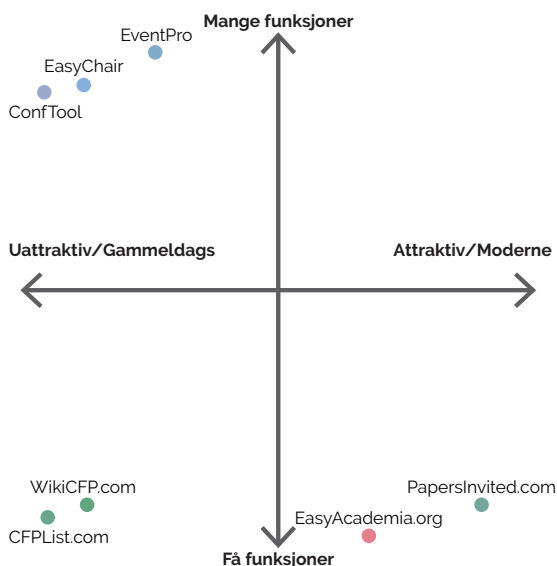 Mange funksjoner
EventPro
EasyChair
ConfTool
Uattraktiv/Gammeldags
Attraktiv/Moderne
WikiCFP.com
PapersInvited.com
EasyAcademia.org
CFPList.com
Få funksjoner